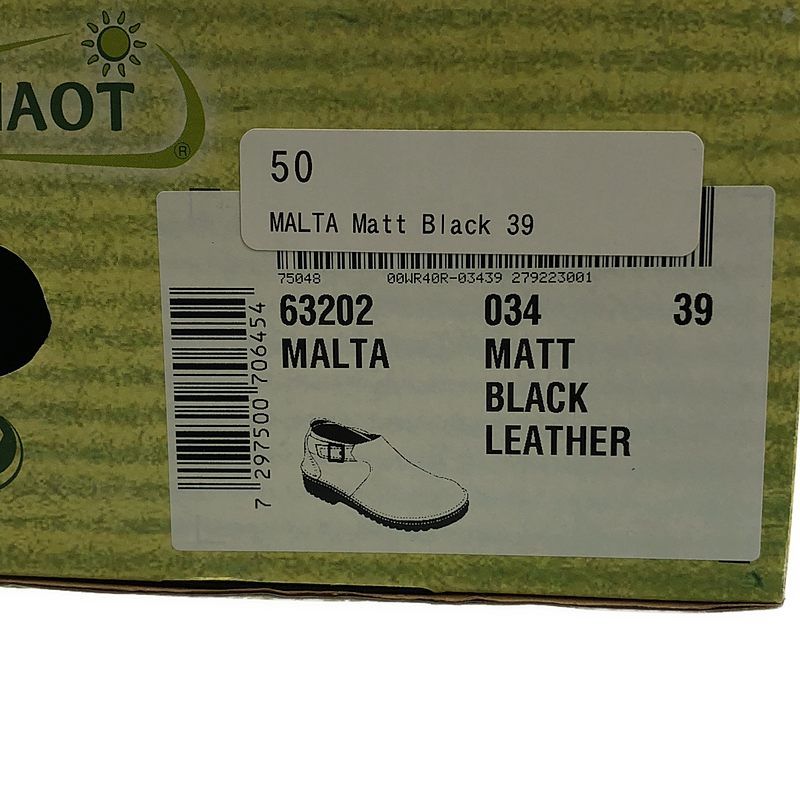 NAOT®
50
MALTA Matt Black 39
75048 00WR40R-03439 279223001
63202 034 39
MALTA MATT
BLACK
LEATHER
7 297500 706454